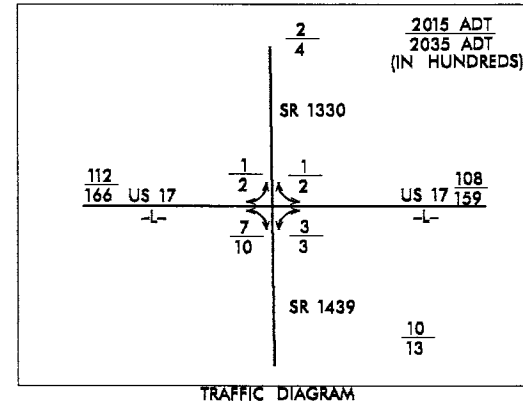 2
4
2015 ADT
2035 ADT
(IN HUNDREDS)
SR 1330
112
166
US 17
-L-
1
2
1
2
US 17
108
159
-L-
7
10
3
3
SR 1439
10
13
TRAFFIC DIAGRAM